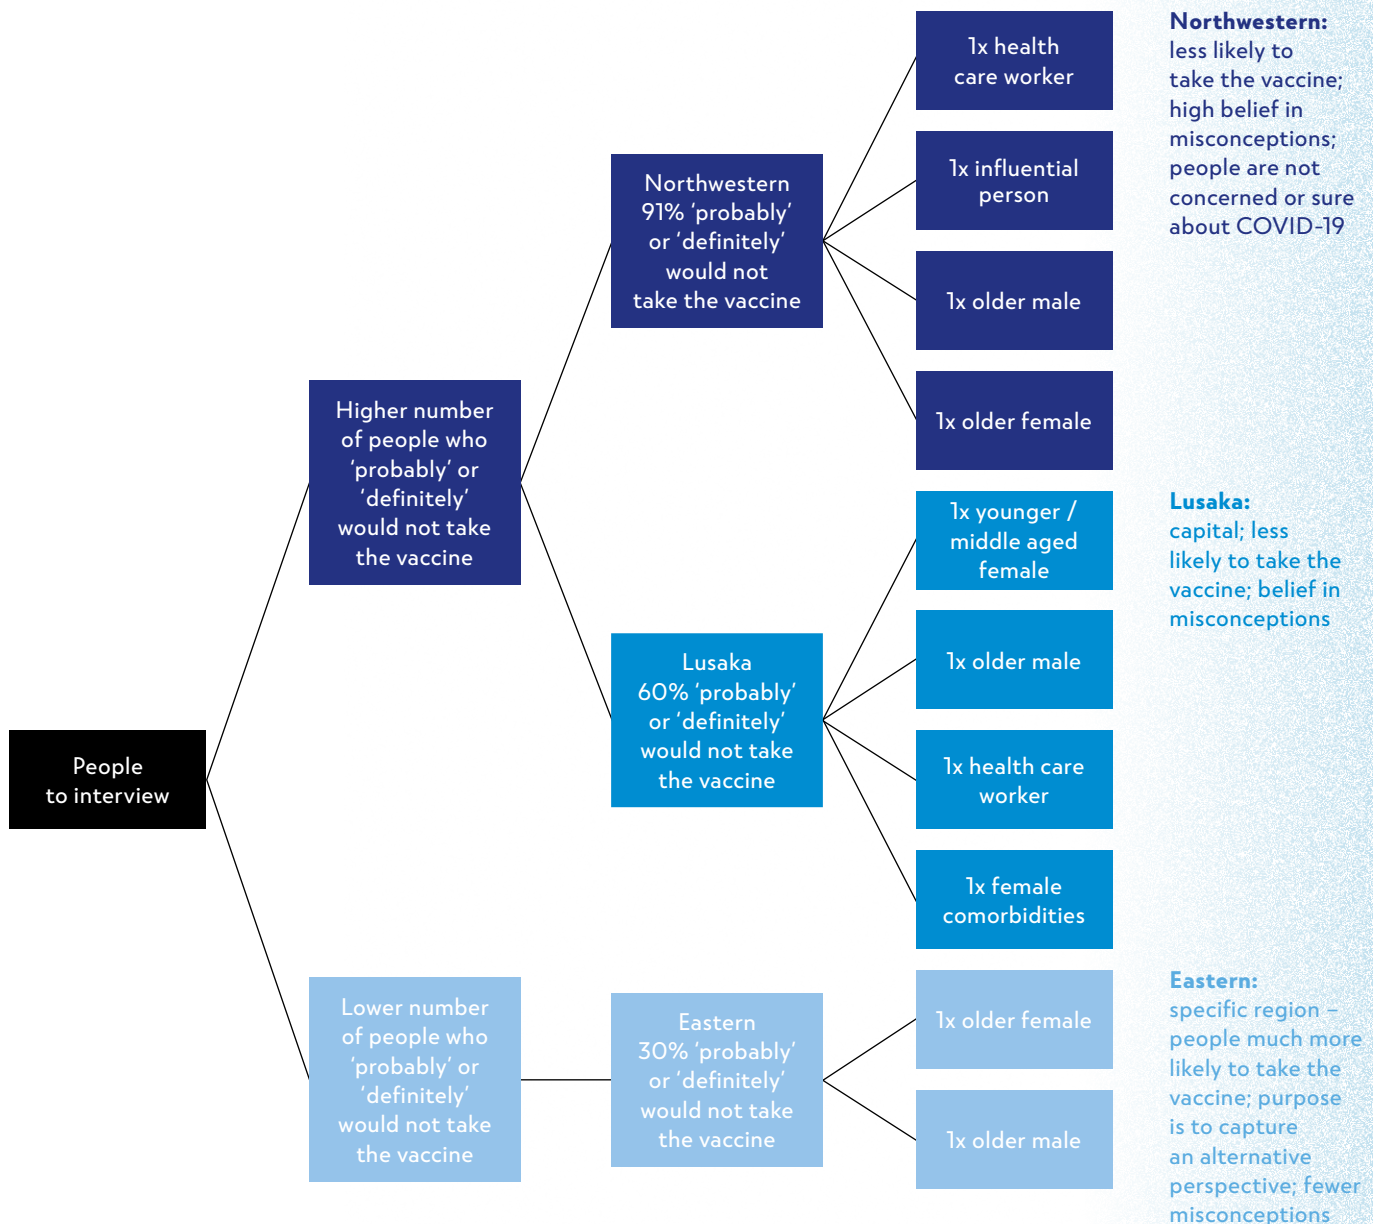 People
to interview
Higher number
of people who
‘probably’ or
‘definitely’
would not take
the vaccine
Northwestern
91% ‘probably’
or ‘definitely’
would not
take the vaccine
1x health
care worker
1x influential
person
1x older male
1x older female
Northwestern:
less likely to
take the vaccine;
high belief in
misconceptions;
people are not
concerned or sure
about COVID-19
Lusaka
60% ‘probably’
or ‘definitely’
would not take
the vaccine
1x younger /
middle aged
female
1x older male
1x health care
worker
1x female
comorbidities
Lusaka:
capital; less
likely to take the
vaccine; belief in
misconceptions
Lower number
of people who
‘probably’ or
‘definitely’
would not take
the vaccine
Eastern
30% ‘probably’
or ‘definitely’
would not take
the vaccine
1x older female
1x older male
Eastern:
specific region –
people much more
likely to take the
vaccine; purpose
is to capture
an alternative
perspective; fewer
misconceptions